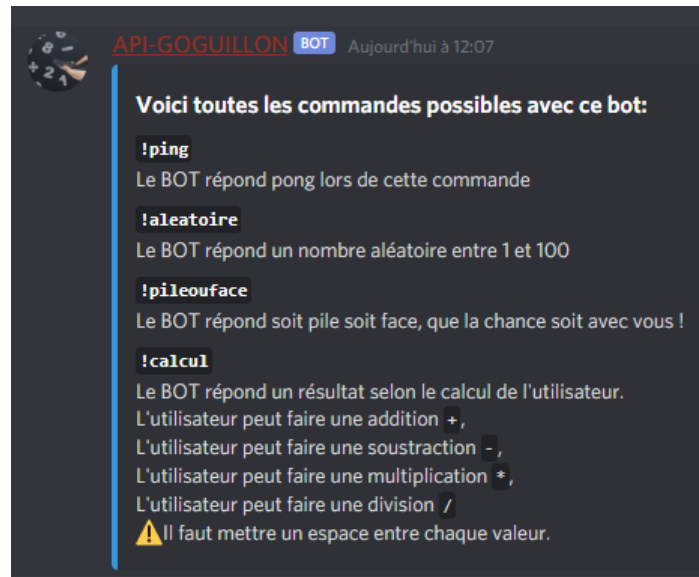 API-GOGUILLON BOT Aujourd'hui à 12:07
Voici toutes les commandes possibles avec ce bot:
!ping
Le BOT répond pong lors de cette commande
!aleatoire
Le BOT répond un nombre aléatoire entre 1 et 100
!pileouface
Le BOT répond soit pile soit face, que la chance soit avec vous !
!calcul
Le BOT répond un résultat selon le calcul de l'utilisateur.
L'utilisateur peut faire une addition +,
L'utilisateur peut faire une soustraction -,
L'utilisateur peut faire une multiplication *,
L'utilisateur peut faire une division /
⚠️Il faut mettre un espace entre chaque valeur.